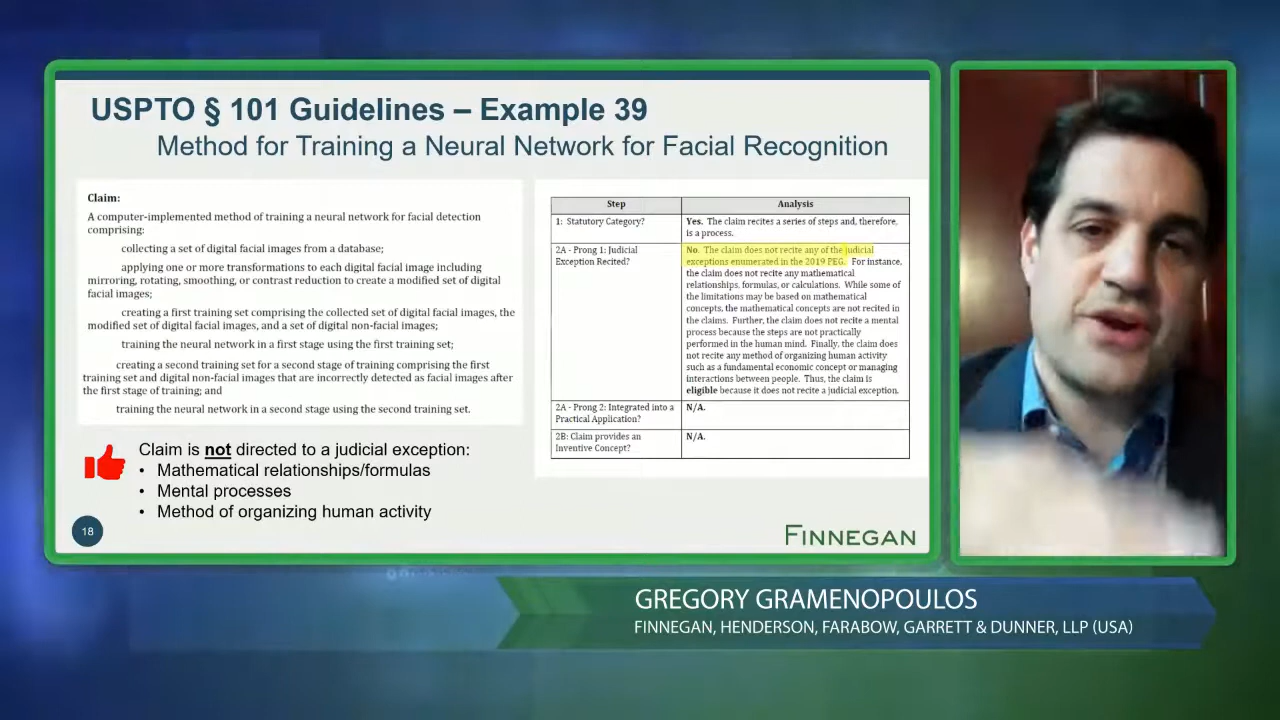 USPTO § 101 Guidelines – Example 39
Method for Training a Neural Network for Facial Recognition
Claim:
A computer-implemented method of training a neural network for facial detection
comprising:
collecting a set of digital facial images from a database;
applying one or more transformations to each digital facial image including
mirroring, rotating, smoothing, or contrast reduction to create a modified set of digital
facial images;
creating a first training set comprising the collected set of digital facial images, the
modified set of digital facial images, and a set of digital non-facial images;
training the neural network in a first stage using the first training set;
creating a second training set for a second stage of training comprising the first
training set and digital non-facial images that are incorrectly detected as facial images after
the first stage of training; and
training the neural network in a second stage using the second training set.
Claim is not directed to a judicial exception:
• Mathematical relationships/formulas
• Mental processes
• Method of organizing human activity
18
Step
Analysis
1: Statutory Category?
Yes. The claim recites a series of steps and, therefore,
is a process.
2A - Prong 1: Judicial
Exception Recited?
No. The claim does not recite any of the judicial
exceptions enumerated in the 2019 PEG. For instance,
the claim does not recite any mathematical
relationships, formulas, or calculations. While some of
the limitations may be based on mathematical
concepts, the mathematical concepts are not recited in
the claims. Further, the claim does not recite a mental
process because the steps are not practically
performed in the human mind. Finally, the claim does
not recite any method of organizing human activity
such as a fundamental economic concept or managing
interactions between people. Thus, the claim is
eligible because it does not recite a judicial exception.
2A - Prong 2: Integrated into a
Practical Application?
N/A.
2B: Claim provides an
Inventive Concept?
N/A.
FINNEGAN
GREGORY GRAMENOPOULOS
FINNEGAN, HENDERSON, FARABOW, GARRETT & DUNNER, LLP (USA)